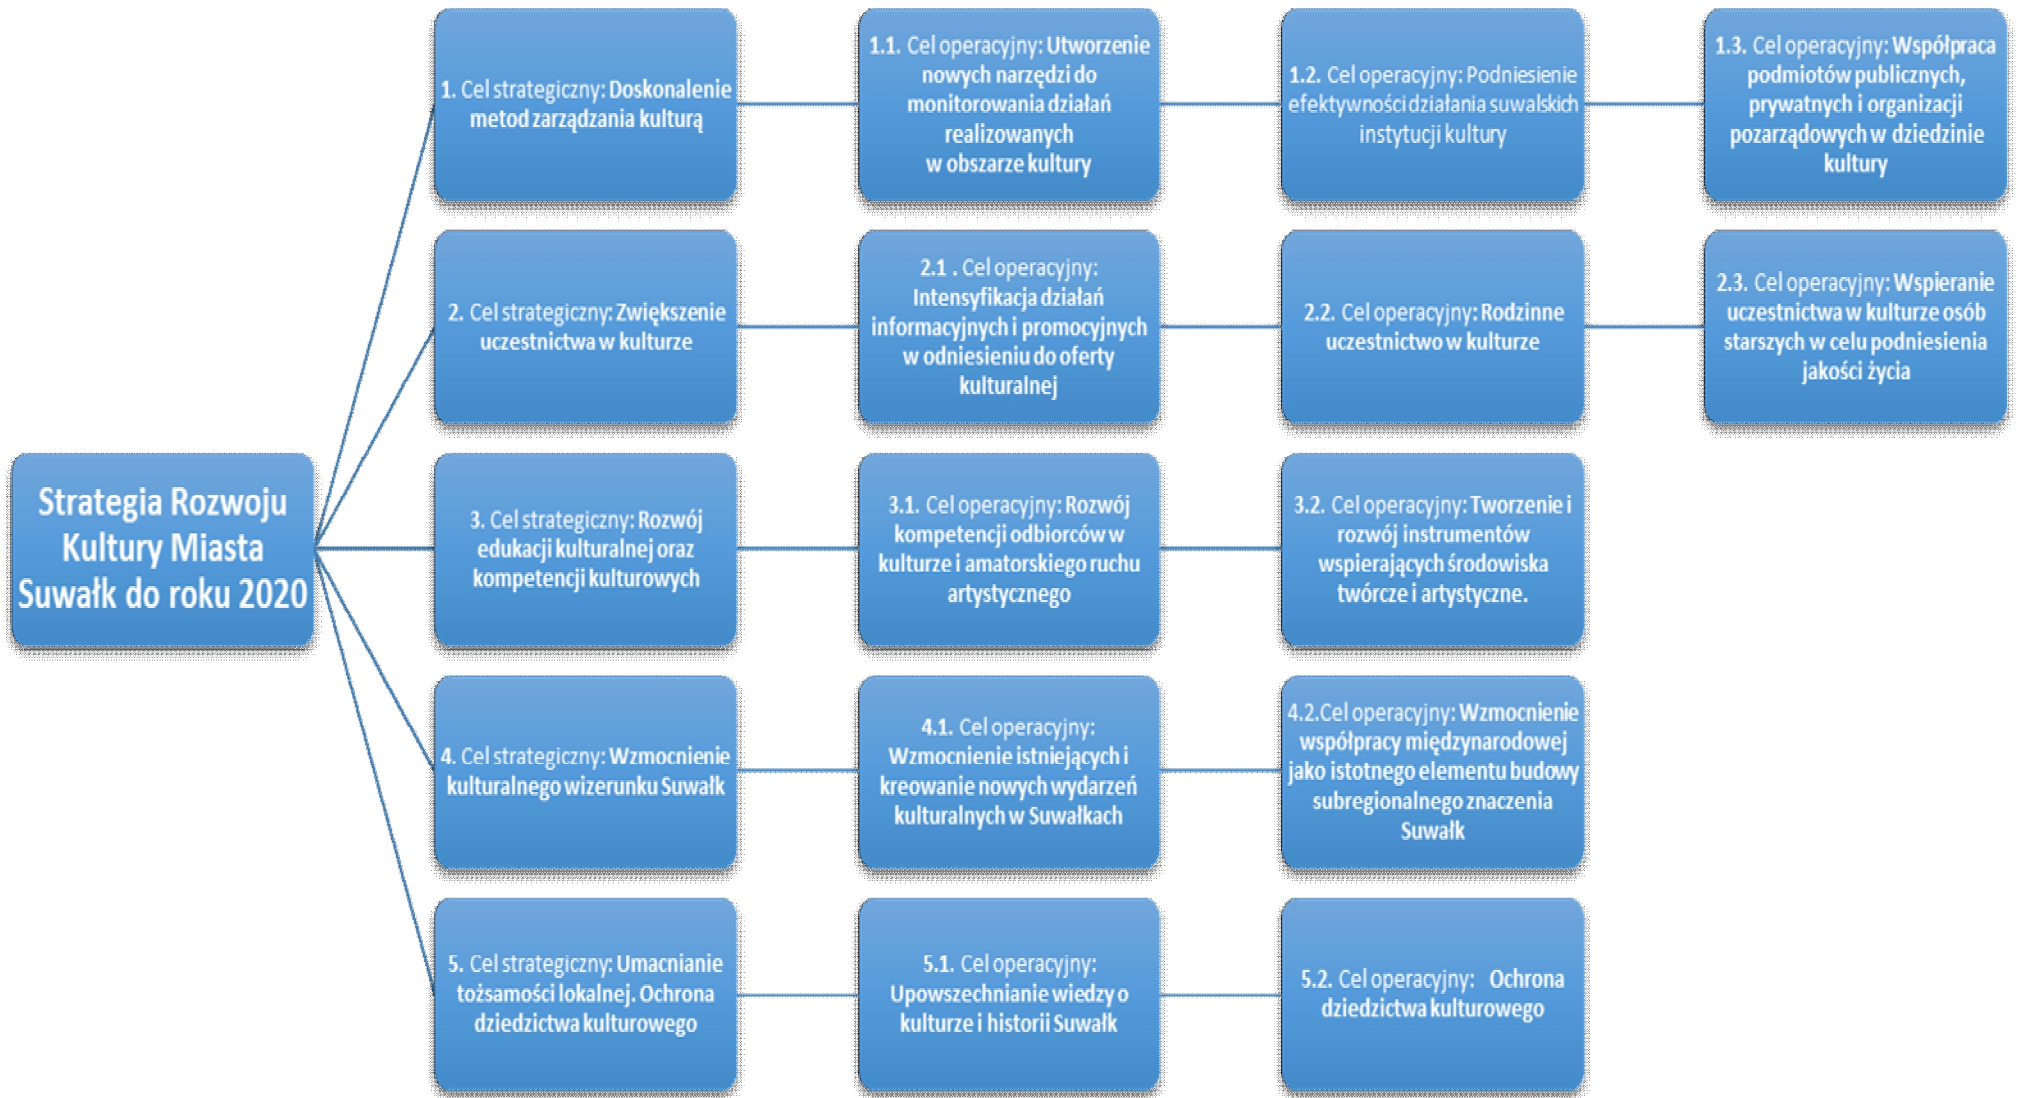 Strategia Rozwoju
Kultury Miasta
Suwałk do roku 2020
1. Cel strategiczny: Doskonalenie
metod zarządzania kulturą
1.1. Cel operacyjny: Utworzenie
nowych narzędzi do
monitorowania działań
realizowanych
w obszarze kultury
1.2. Cel operacyjny: Podniesienie
efektywności działania suwalskich
instytucji kultury
1.3. Cel operacyjny: Współpraca
podmiotów publicznych,
prywatnych i organizacji
pozarządowych w dziedzinie
kultury
2. Cel strategiczny: Zwiększenie
uczestnictwa w kulturze
2.1 . Cel operacyjny:
Intensyfikacja działań
informacyjnych i promocyjnych
w odniesieniu do oferty
kulturalnej
2.2. Cel operacyjny: Rodzinne
uczestnictwo w kulturze
2.3. Cel operacyjny: Wspieranie
uczestnictwa w kulturze osób
starszych w celu podniesienia
jakości życia
3. Cel strategiczny: Rozwój
edukacji kulturalnej oraz
kompetencji kulturowych
3.1. Cel operacyjny: Rozwój
kompetencji odbiorców w
kulturze i amatorskiego ruchu
artystycznego
3.2. Cel operacyjny: Tworzenie i
rozwój instrumentów
wspierających środowiska
twórcze i artystyczne.
4. Cel strategiczny: Wzmocnienie
kulturalnego wizerunku Suwałk
4.1. Cel operacyjny:
Wzmocnienie istniejących i
kreowanie nowych wydarzeń
kulturalnych w Suwałkach
4.2.Cel operacyjny: Wzmocnienie
współpracy międzynarodowej
jako istotnego elementu budowy
subregionalnego znaczenia
Suwałk
5. Cel strategiczny: Umacnianie
tożsamości lokalnej. Ochrona
dziedzictwa kulturowego
5.1. Cel operacyjny:
Upowszechnianie wiedzy o
kulturze i historii Suwałk
5.2. Cel operacyjny: Ochrona
dziedzictwa kulturowego